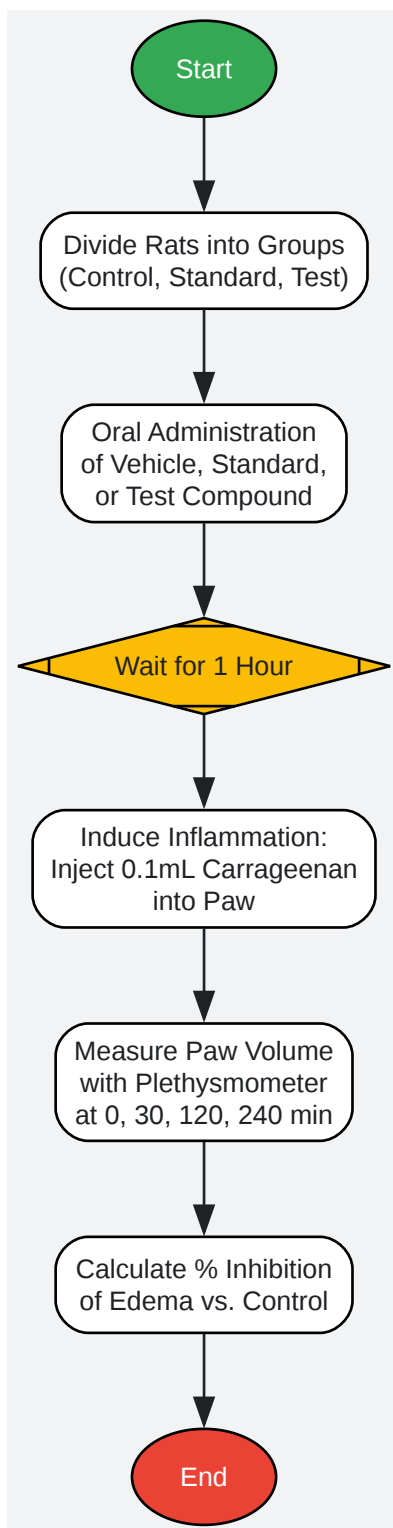 Start
Divide Rats into Groups
(Control, Standard, Test)
Oral Administration
of Vehicle, Standard,
or Test Compound
Wait for 1 Hour
Induce Inflammation:
Inject 0.1mL Carrageenan
into Paw
Measure Paw Volume
with Plethysmometer
at 0, 30, 120, 240 min
Calculate % Inhibition
of Edema vs. Control
End